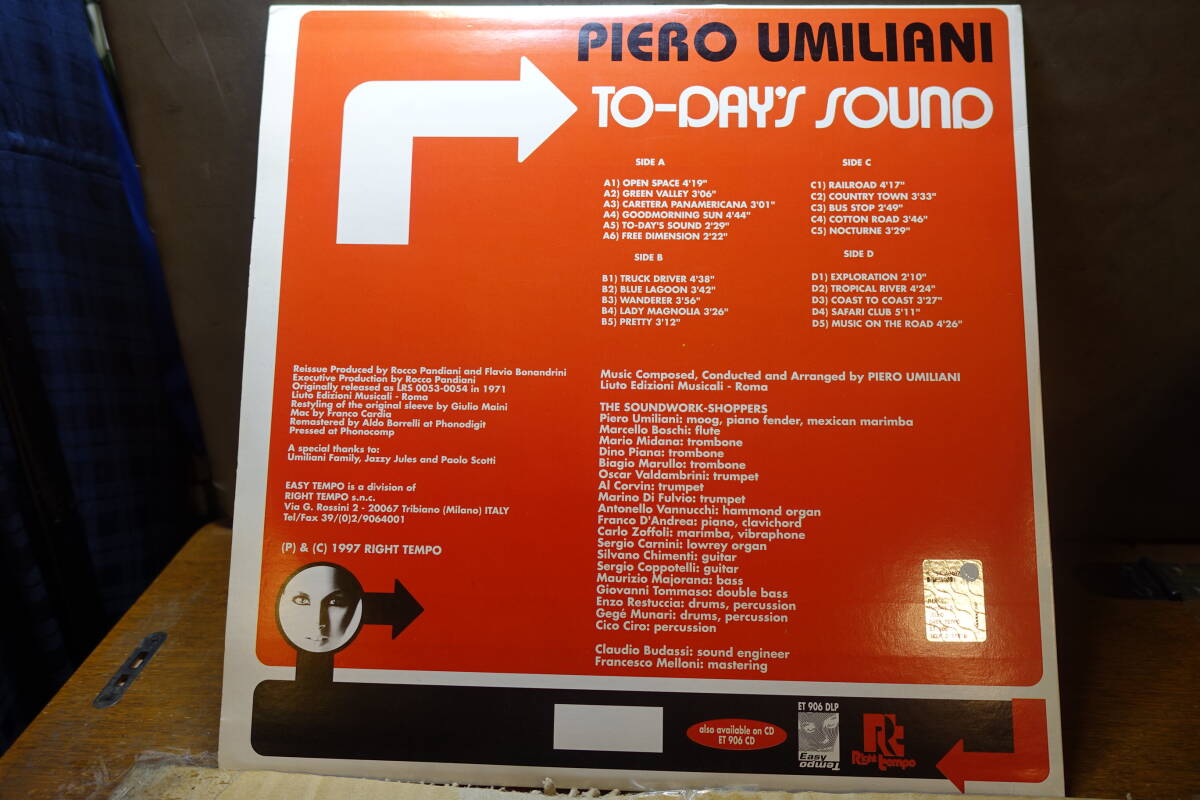 PIERO UMILIANI
TO-DAY'S SOUND
SIDE A
A1) OPEN SPACE 4'19"
A2) GREEN VALLEY 3'06"
A3) CARETERA PANAMERICANA 3'01"
A4) GOODMORNING SUN 4'44"
A5) TO-DAY'S SOUND 2'29"
A6) FREE DIMENSION 2'22"
SIDE B
B1) TRUCK DRIVER 4'38"
B2) BLUE LAGOON 3'42"
B3) WANDERER 3'56"
B4) LADY MAGNOLIA 3'26"
B5) PRETTY 3'12"
SIDE C
C1) RAILROAD 4'17"
C2) COUNTRY TOWN 3'33"
C3) BUS STOP 2'49"
C4) COTTON ROAD 3'46"
C5) NOCTURNE 3'29"
SIDE D
D1) EXPLORATION 2'10"
D2) TROPICAL RIVER 4'24"
D3) COAST TO COAST 3'27"
D4) SAFARI CLUB 5'11"
D5) MUSIC ON THE ROAD 4'26"
Reissue Produced by Rocco Pandiani and Flavio Bonandrini
Executive Production by Rocco Pandiani
Originally released as LRS 0053-0054 in 1971
Liuto Edizioni Musicali - Roma
Restyling of the original sleeve by Giulio Maini
Mac by Franco Cardia
Remastered by Aldo Borrelli at Phonodigit
Pressed at Phonocomp
A special thanks to:
Umiliani Family, Jazzy Jules and Paolo Scotti
EASY TEMPO is a division of
RIGHT TEMPO s.n.c.
Via G. Rossini 2 - 20067 Tribiano (Milano) ITALY
Tel/Fax 39/(0)2/9064001
(P) & (C) 1997 RIGHT TEMPO
Music Composed, Conducted and Arranged by PIERO UMILIANI
Liuto Edizioni Musicali - Roma
THE SOUNDWORK-SHOPPERS
Piero Umiliani: moog, piano fender, mexican marimba
Marcello Boschi: flute
Mario Midana: trombone
Dino Piana: trombone
Biagio Marullo: trombone
Oscar Valdambrini: trumpet
Al Corvin: trumpet
Marino Di Fulvio: trumpet
Antonello Vannucchi: hammond organ
Franco D'Andrea: piano, clavichord
Carlo Zoffoli: marimba, vibraphone
Sergio Carnini: lowrey organ
Silvano Chimenti: guitar
Sergio Coppotelli: guitar
Maurizio Majorana: bass
Giovanni Tommaso: double bass
Enzo Restuccia: drums, percussion
Gegé Munari: drums, percussion
Cico Ciro: percussion
Claudio Budassi: sound engineer
Francesco Melloni: mastering
also available on CD
ET 906 CD
ET 906 DLP
Easy
Tempo
Rt
Right tempo